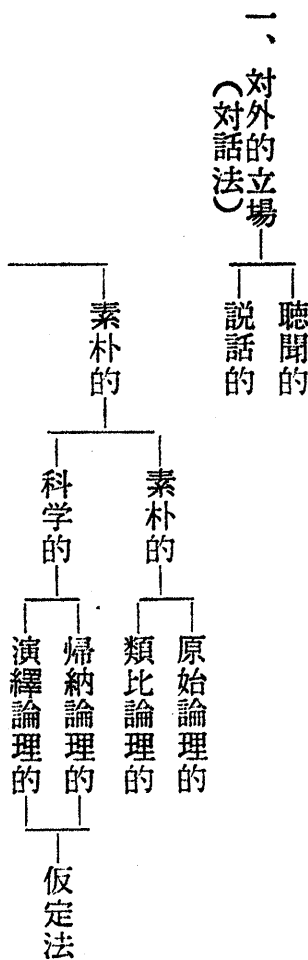 一、対外的立場
（対話法）
聴聞的
説話的
素朴的
素朴的
原始論理的
類比論理的
科学的
帰納論理的
演繹論理的
仮定法